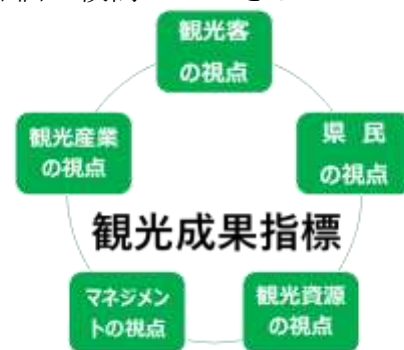 観光客
の視点
観光産業
の視点
県 民
の視点
観光成果指標
マネジメン
トの視点
観光資源
の視点